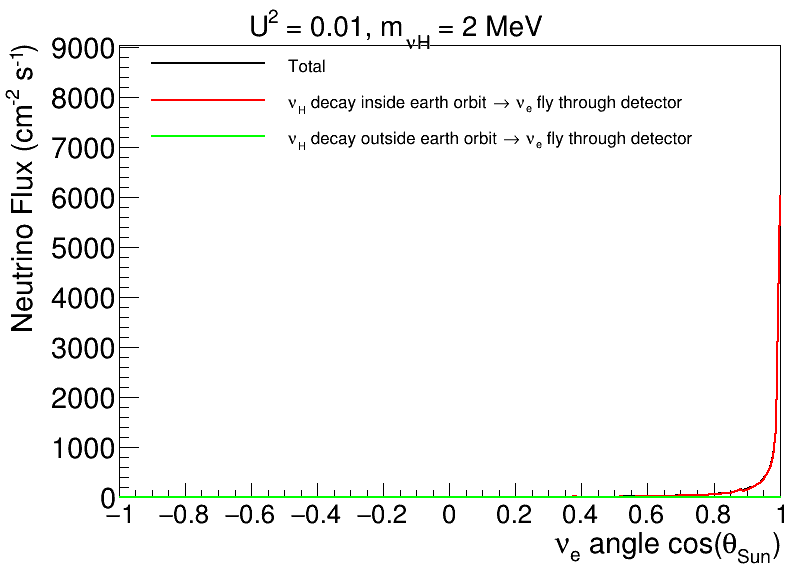 U² = 0.01, m_νH = 2 MeV
Neutrino Flux (cm⁻² s⁻¹)
9000
8000
7000
6000
5000
4000
3000
2000
1000
0
Total
ν_H decay inside earth orbit → ν_e fly through detector
ν_H decay outside earth orbit → ν_e fly through detector
−1 −0.8 −0.6 −0.4 −0.2 0 0.2 0.4 0.6 0.8 1
ν_e angle cos(θ_Sun)